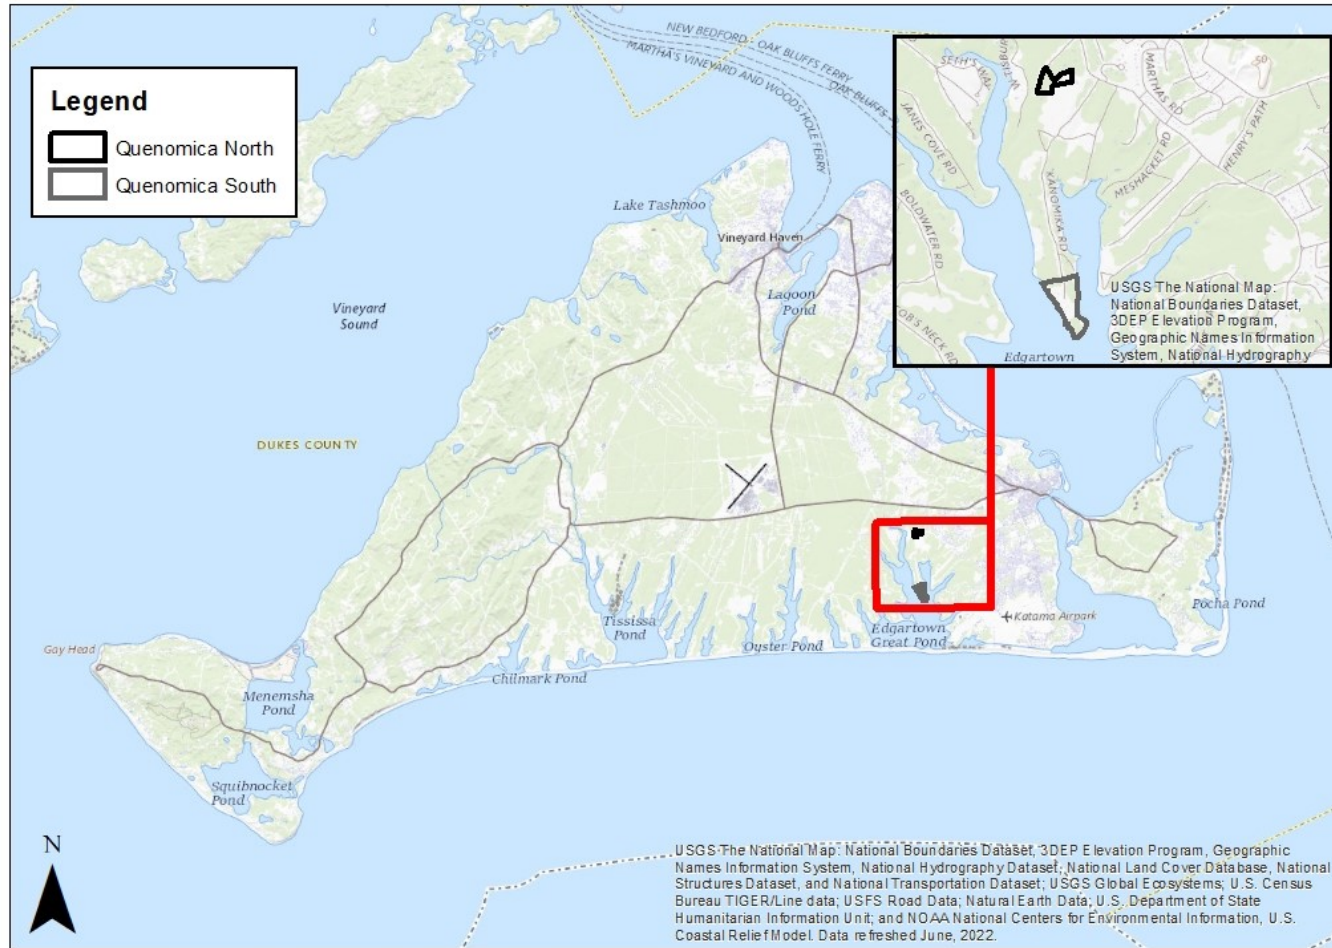 NEW BEDFORD - OAK BLUFFS FERRY
MARTHA'S VINEYARD AND WOODS HOLE FERRY
OAK BLUFFS
Legend
Quenomica North
Quenomica South
SETH'S WAY
W TISBU
MARTHAS RD
50
JANES COVE RD
HENRY'S PATH
MESHACKET RD
KANOMIKA RD
BOLDWATER RD
OB'S NECK RD
USGS The National Map:
National Boundaries Dataset,
3DEP Elevation Program,
Geographic Names Information
System, National Hydrography
Edgartown
Lake Tashmoo
Vineyard Haven
Lagoon
Pond
Vineyard
Sound
DUKES COUNTY
Katama Airpark
Pocha Pond
Tississa
Pond
Oyster Pond
Edgartown
Great Pond
Gay Head
Chilmark Pond
Menemsha
Pond
Squibnocket
Pond
N
USGS The National Map: National Boundaries Dataset, 3DEP Elevation Program, Geographic
Names Information System, National Hydrography Dataset, National Land Cover Database, National
Structures Dataset, and National Transportation Dataset; USGS Global Ecosystems; U.S. Census
Bureau TIGER/Line data; USFS Road Data; Natural Earth Data; U.S. Department of State
Humanitarian Information Unit; and NOAA National Centers for Environmental Information, U.S.
Coastal Relief Model. Data refreshed June, 2022.